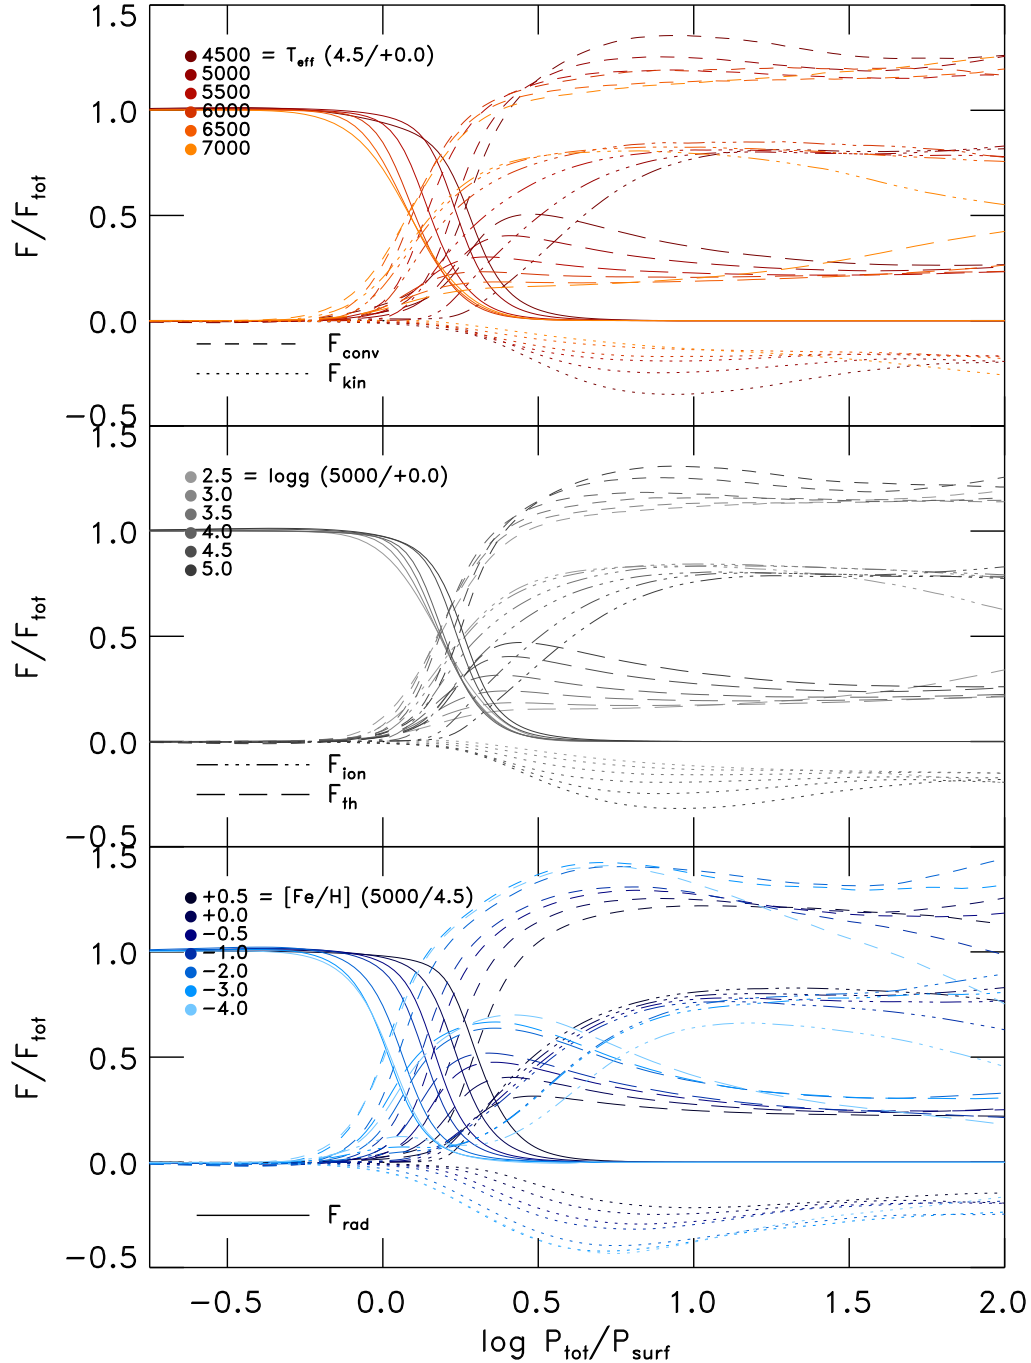 1.5
4500 = T_eff (4.5/+0.0)
5000
5500
1.0
6000
6500
7000
F/F_tot
0.5
0.0
F_conv
F_kin
−0.5
1.5
2.5 = logg (5000/+0.0)
3.0
3.5
1.0
4.0
4.5
5.0
F/F_tot
0.5
0.0
F_ion
F_th
−0.5
1.5
+0.5 = [Fe/H] (5000/4.5)
+0.0
−0.5
1.0
−1.0
−2.0
−3.0
−4.0
F/F_tot
0.5
0.0
F_rad
−0.5
−0.5 0.0 0.5 1.0 1.5 2.0
log P_tot/P_surf